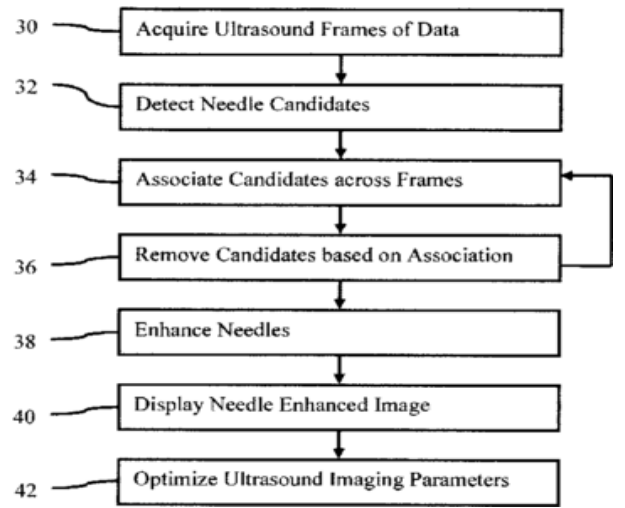 30 Acquire Ultrasound Frames of Data
32 Detect Needle Candidates
34 Associate Candidates across Frames
36 Remove Candidates based on Association
38 Enhance Needles
40 Display Needle Enhanced Image
42 Optimize Ultrasound Imaging Parameters